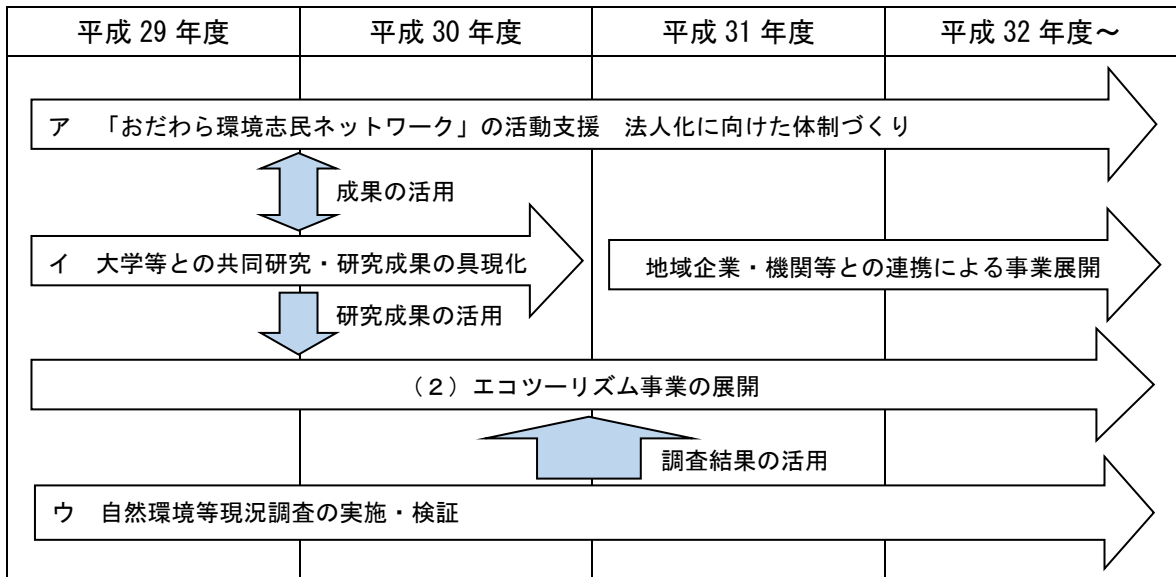 平成 29 年度
平成 30 年度
平成 31 年度
平成 32 年度～
ア　「おだわら環境志民ネットワーク」の活動支援　法人化に向けた体制づくり
成果の活用
イ　大学等との共同研究・研究成果の具現化
地域企業・機関等との連携による事業展開
研究成果の活用
（２）エコツーリズム事業の展開
調査結果の活用
ウ　自然環境等現況調査の実施・検証